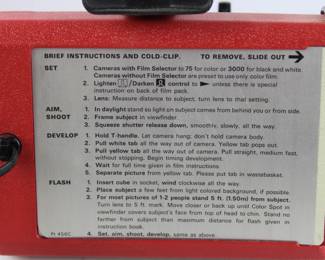 BRIEF INSTRUCTIONS AND COLD-CLIP. TO REMOVE, SLIDE OUT
SET 1. Cameras with Film Selector to 75 for color or 3000 for black and white.
Cameras without Film Selector are preset to use only color film.
2. Lighten /Darken control to ► unless there is special
instruction on back of film pack.
3. Lens: Measure distance to subject, turn lens to that setting.
AIM, 1. In daylight stand so light on subject comes from behind you or from side.
SHOOT 2. Frame subject in viewfinder
3. Squeeze shutter release down, smoothly, slowly, all the way.
DEVELOP 1. Hold T-handle. Let camera hang; don't hold camera body.
2. Pull white tab all the way out of camera. Yellow tab pops out.
3. Pull yellow tab all the way out of camera. Pull straight, medium fast,
without stopping. Begin timing development.
4. Wait for full time given in film instructions
5. Separate picture from yellow tab. Please put tab in wastebasket.
FLASH 1. Insert cube in socket, wind clockwise all the way.
2. Place subject a few feet from light colored background, if possible.
3. For most pictures of 1-2 people stand 5 ft. (1.50m) from subject.
Turn lens to 5 ft. mark. Move closer or back up until Color Spot in
viewfinder covers subject's face from top of head to chin. Stand no
farther from subject than maximum distance for flash given in
instruction book.
4. Set, aim, shoot, develop, same as above.